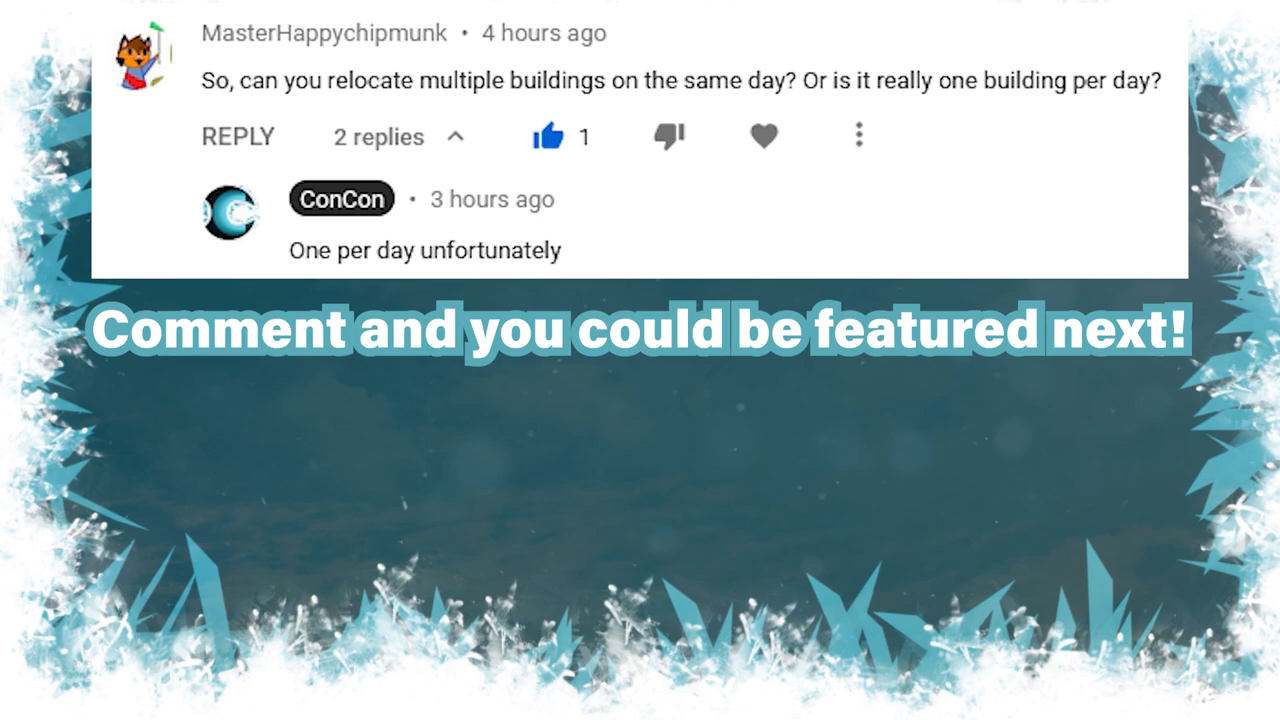 MasterHappychipmunk • 4 hours ago
So, can you relocate multiple buildings on the same day? Or is it really one building per day?
REPLY 2 replies 1
ConCon • 3 hours ago
One per day unfortunately
Comment and you could be featured next!